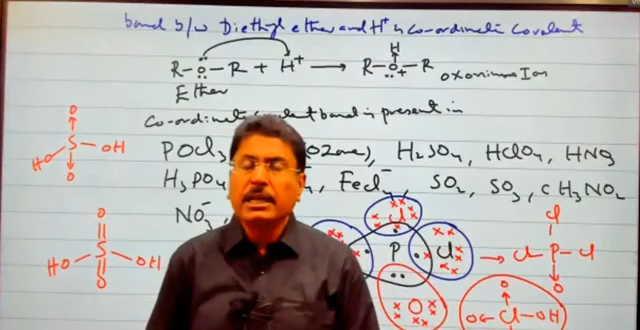 bond b/w Diethyl ether and H+ is co-ordinate covalent
R–O–R + H+ ⟶ R–O–R oxonium Ion
H
+
Ether
co-ordinate covalent bond is present in
POCl3 (Ozone), H2SO4, HClO4, HNO3
H3PO4, FeCl4-, SO2, SO3, CH3NO2
NO3-
O
S
HO OH
O
O
S
HO OH
O
Cl
P Cl
O
Cl
Cl–P–Cl
O
O
O←Cl–OH